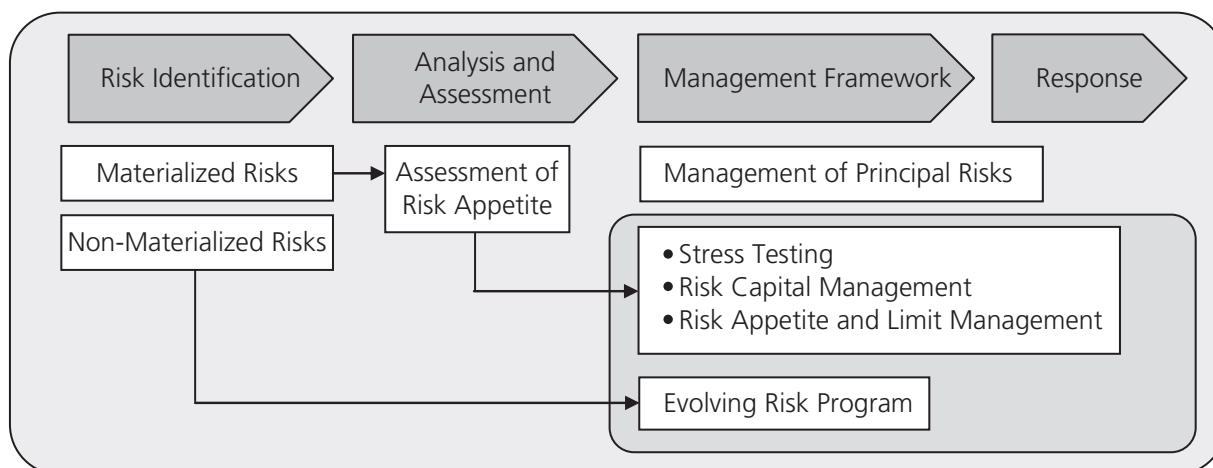 Risk Identification
Analysis and
Assessment
Management Framework
Response
Materialized Risks
Non-Materialized Risks
Assessment of
Risk Appetite
Management of Principal Risks
• Stress Testing
• Risk Capital Management
• Risk Appetite and Limit Management
Evolving Risk Program